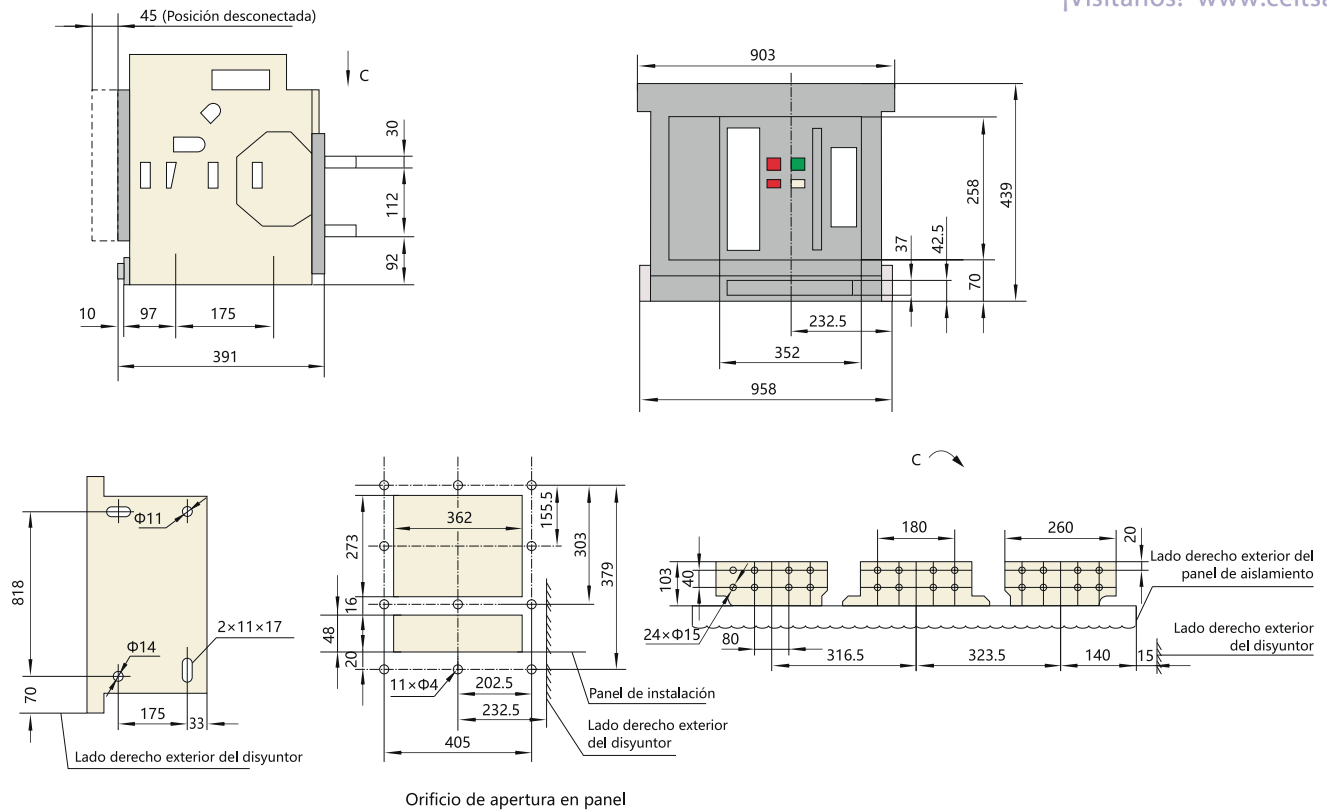 ¡Visítanos! www.ceitsa
45 (Posición desconectada)
C
30
112
92
10
97
175
391
903
258
439
37
42.5
70
232.5
352
958
818
70
Φ11
Φ14
2×11×17
175
33
Lado derecho exterior del disyuntor
362
273
16
48
20
155.5
303
379
11×Φ4
202.5
232.5
405
Panel de instalación
Lado derecho exterior
del disyuntor
Orificio de apertura en panel
C
180
260
20
103
40
24×Φ15
80
316.5
323.5
140
15
Lado derecho exterior del
panel de aislamiento
Lado derecho exterior
del disyuntor